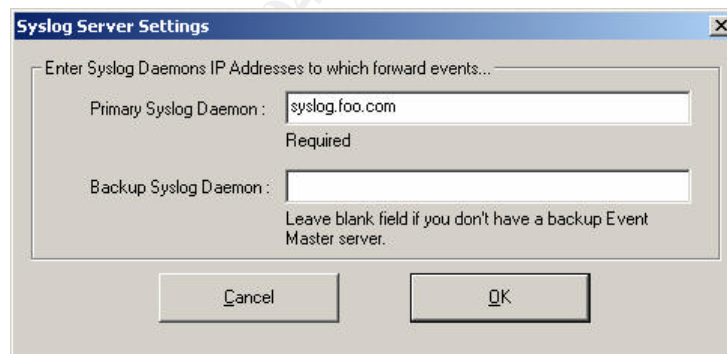 Syslog Server Settings
Enter Syslog Daemons IP Addresses to which forward events...
Primary Syslog Daemon :
syslog.foo.com
Required
Backup Syslog Daemon :
Leave blank field if you don't have a backup Event
Master server.
Cancel
OK